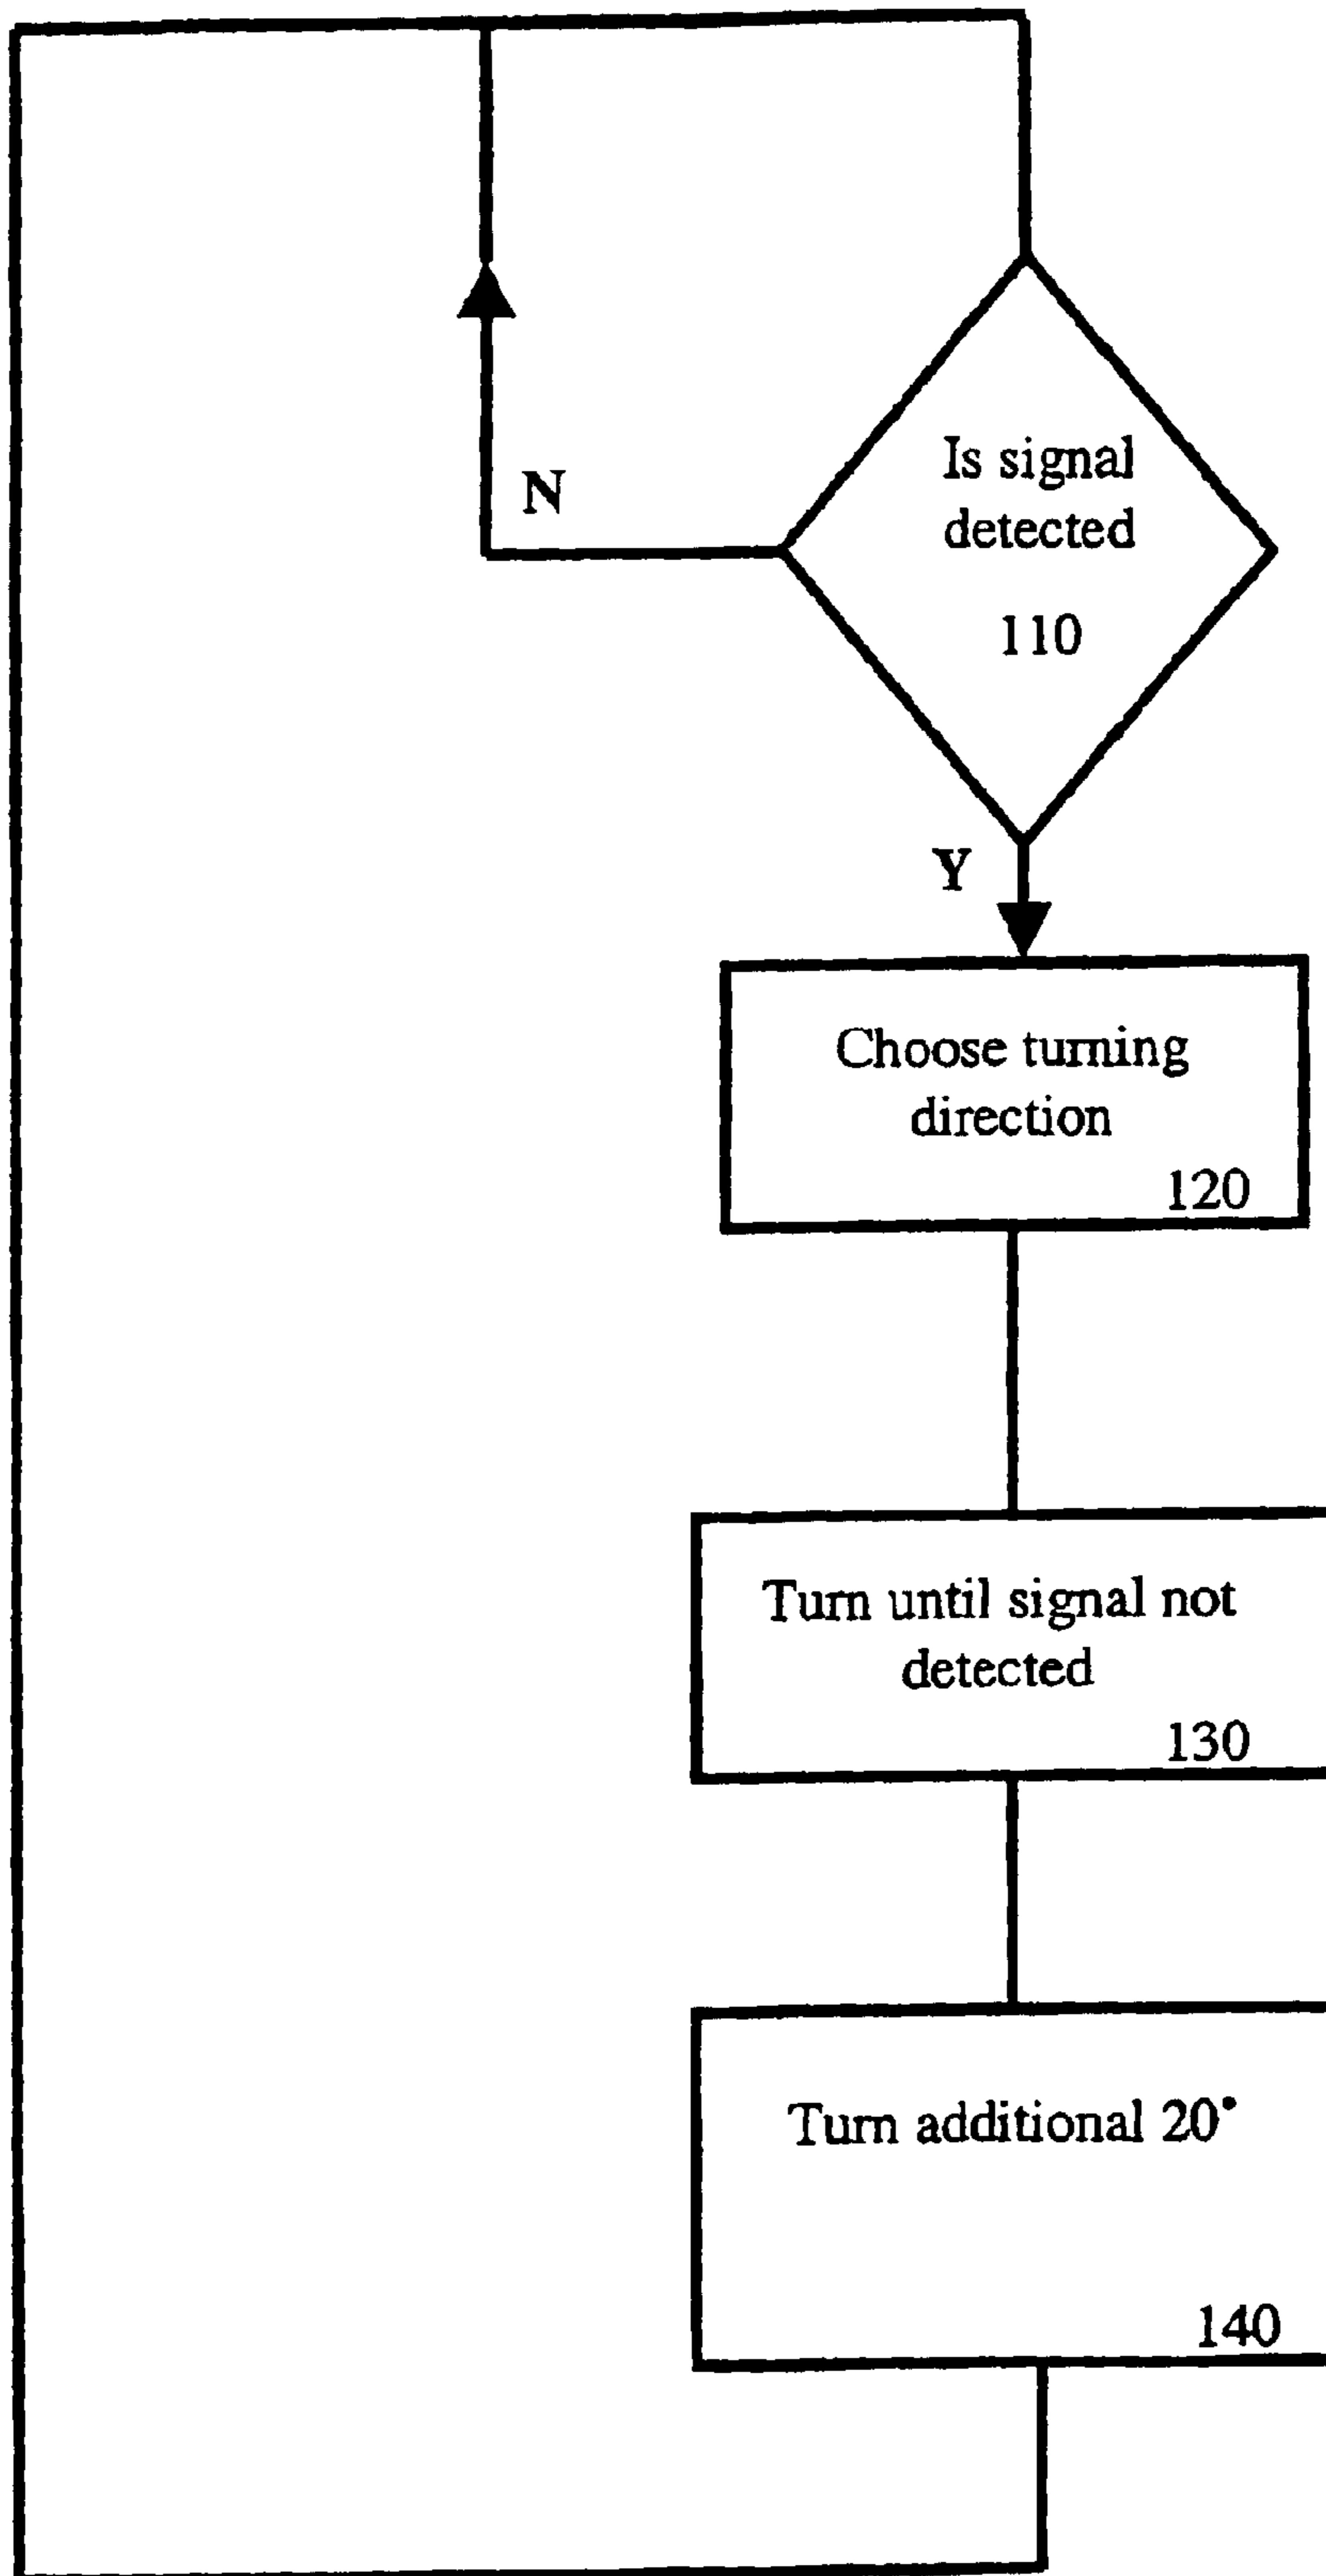 Is signal
detected
110
N
Y
Choose turning
direction
120
Turn until signal not
detected
130
Turn additional 20°
140